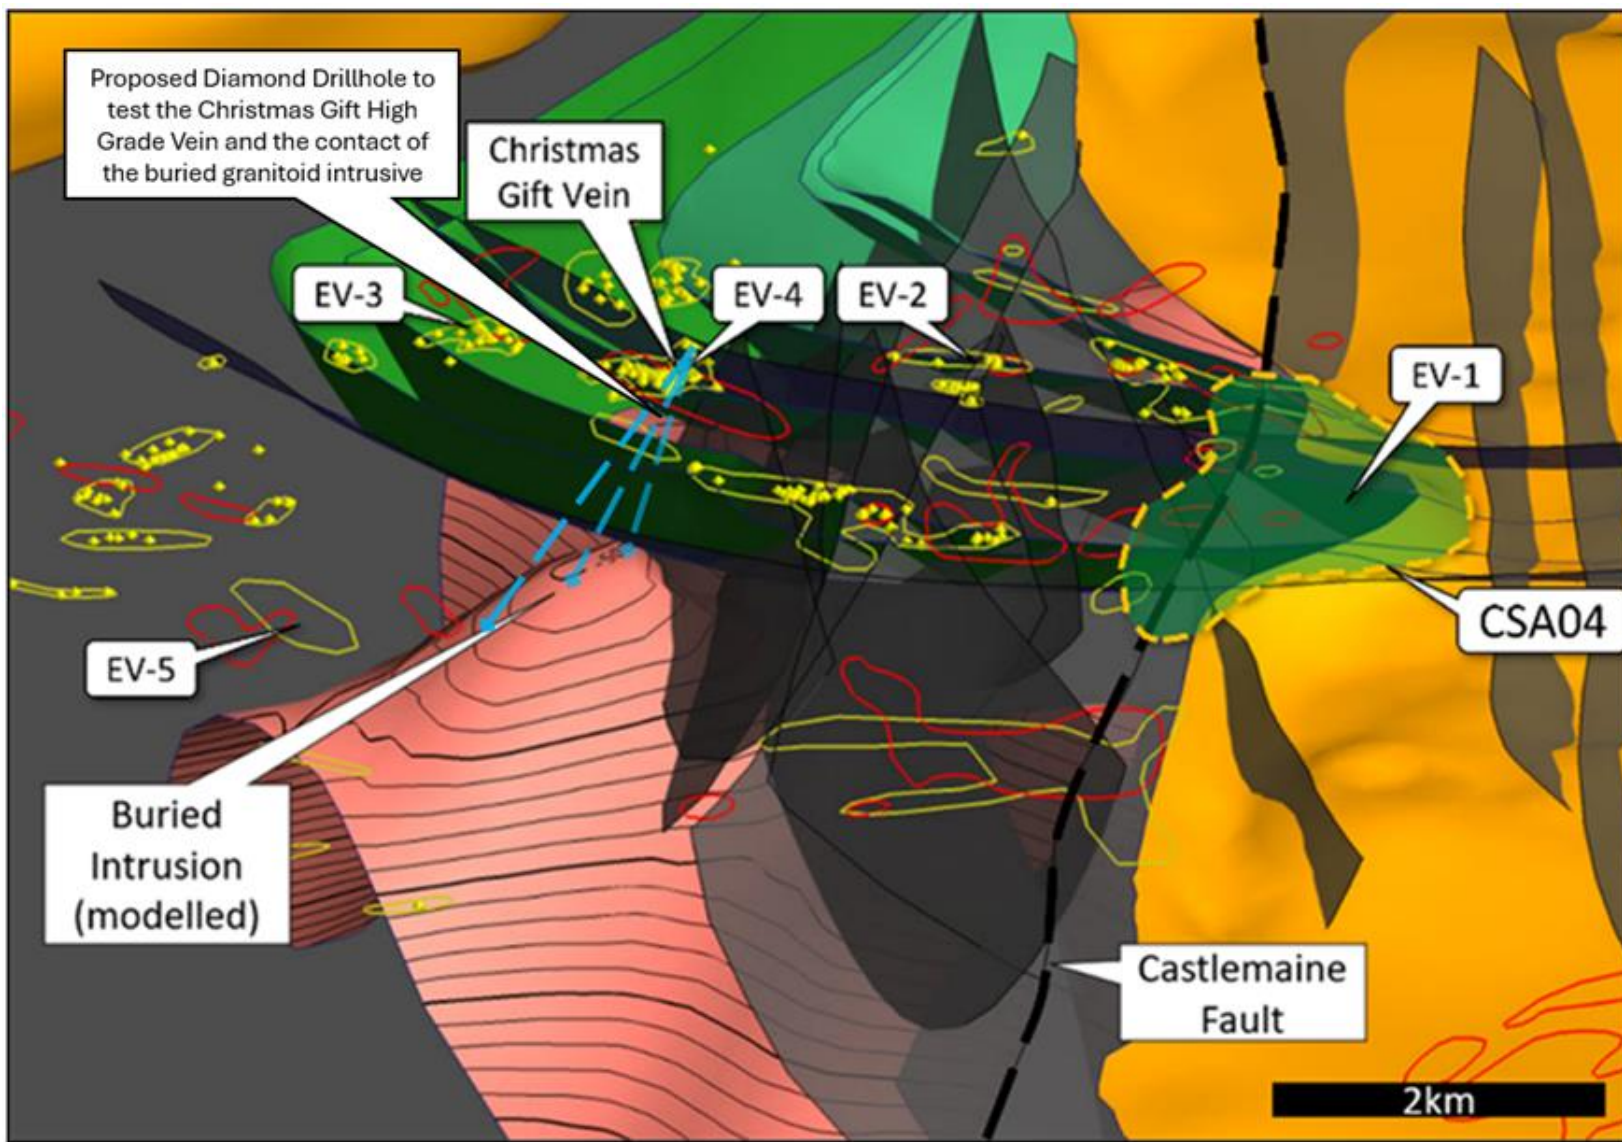 Proposed Diamond Drillhole to
test the Christmas Gift High
Grade Vein and the contact of
the buried granitoid intrusive
Christmas
Gift Vein
EV-3
EV-4
EV-2
EV-1
CSA04
EV-5
Buried
Intrusion
(modelled)
Castlemaine
Fault
2km